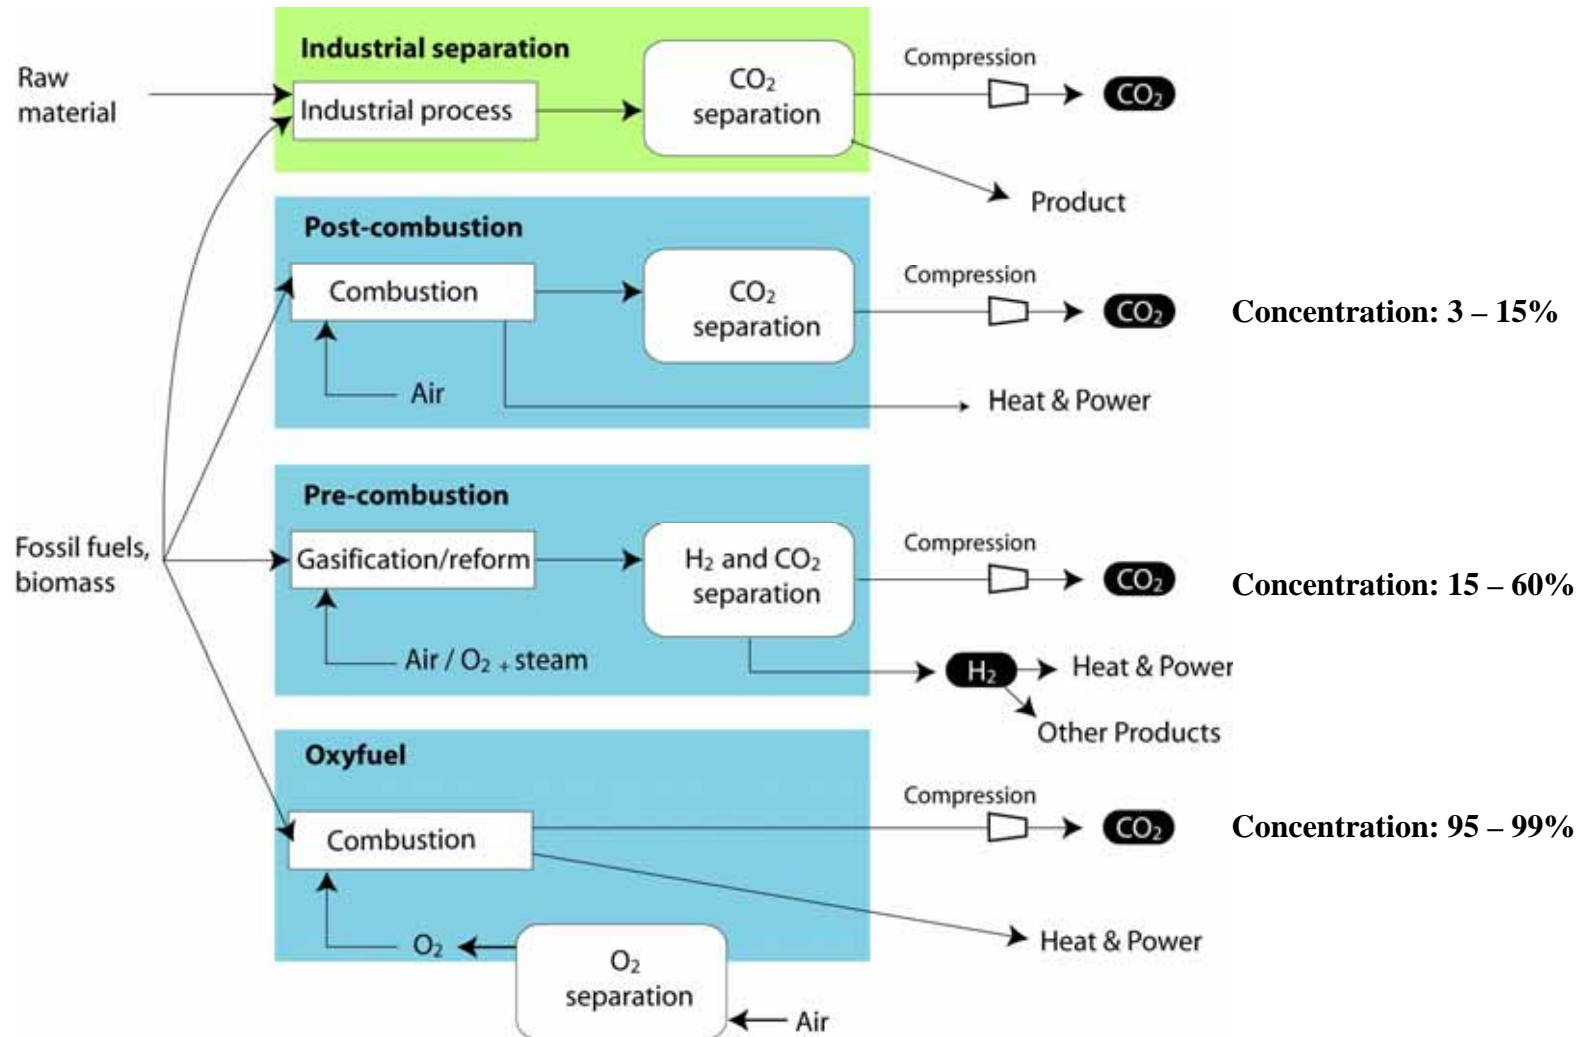 Industrial separation
Raw
material
Industrial process
CO₂
separation
Compression
CO₂
Product
Post-combustion
Combustion
CO₂
separation
Compression
CO₂
Concentration: 3 – 15%
Air
Heat & Power
Pre-combustion
Fossil fuels,
biomass
Gasification/reform
H₂ and CO₂
separation
Compression
CO₂
Concentration: 15 – 60%
Air / O₂ + steam
H₂
Heat & Power
Other Products
Oxyfuel
Combustion
Compression
CO₂
Concentration: 95 – 99%
O₂
O₂
separation
Air
Heat & Power